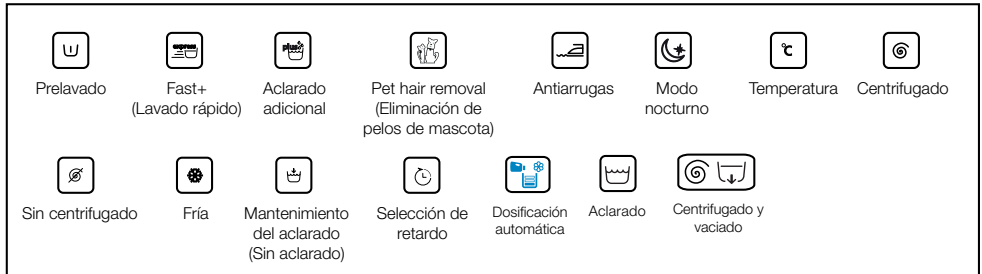 express
plus
℃
Prelavado
Fast+
(Lavado rápido)
Aclarado
adicional
Pet hair removal
(Eliminación de
pelos de mascota)
Antiarrugas
Modo
nocturno
Temperatura
Centrifugado
Sin centrifugado
Fría
Mantenimiento
del aclarado
(Sin aclarado)
Selección de
retardo
Dosificación
automática
Aclarado
Centrifugado y
vaciado